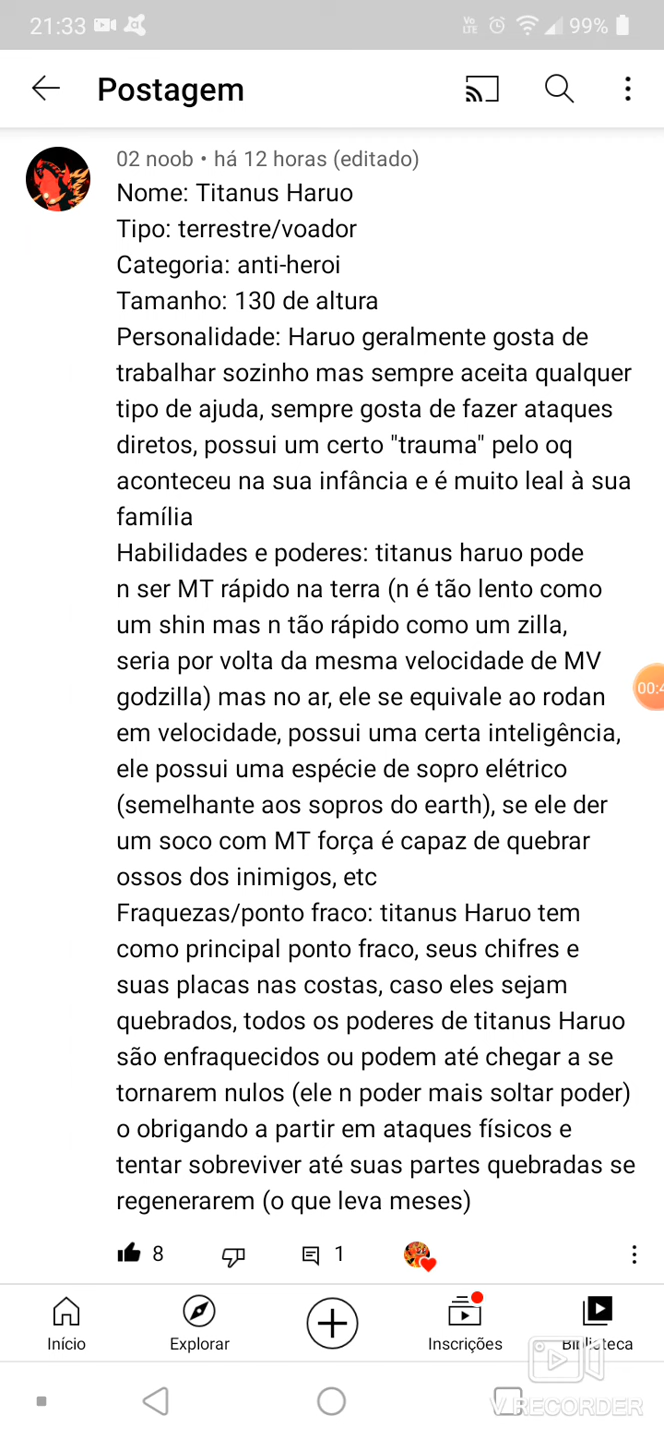 21:33
Vo
LTE
99%
Postagem
02 noob • há 12 horas (editado)
Nome: Titanus Haruo
Tipo: terrestre/voador
Categoria: anti-heroi
Tamanho: 130 de altura
Personalidade: Haruo geralmente gosta de
trabalhar sozinho mas sempre aceita qualquer
tipo de ajuda, sempre gosta de fazer ataques
diretos, possui um certo "trauma" pelo oq
aconteceu na sua infância e é muito leal à sua
família
Habilidades e poderes: titanus haruo pode
n ser MT rápido na terra (n é tão lento como
um shin mas n tão rápido como um zilla,
seria por volta da mesma velocidade de MV
godzilla) mas no ar, ele se equivale ao rodan
em velocidade, possui uma certa inteligência,
ele possui uma espécie de sopro elétrico
(semelhante aos sopros do earth), se ele der
um soco com MT força é capaz de quebrar
ossos dos inimigos, etc
Fraquezas/ponto fraco: titanus Haruo tem
como principal ponto fraco, seus chifres e
suas placas nas costas, caso eles sejam
quebrados, todos os poderes de titanus Haruo
são enfraquecidos ou podem até chegar a se
tornarem nulos (ele n poder mais soltar poder)
o obrigando a partir em ataques físicos e
tentar sobreviver até suas partes quebradas se
regenerarem (o que leva meses)
00:4
8
1
Início
Explorar
Inscrições
Biblioteca
V RECORDER